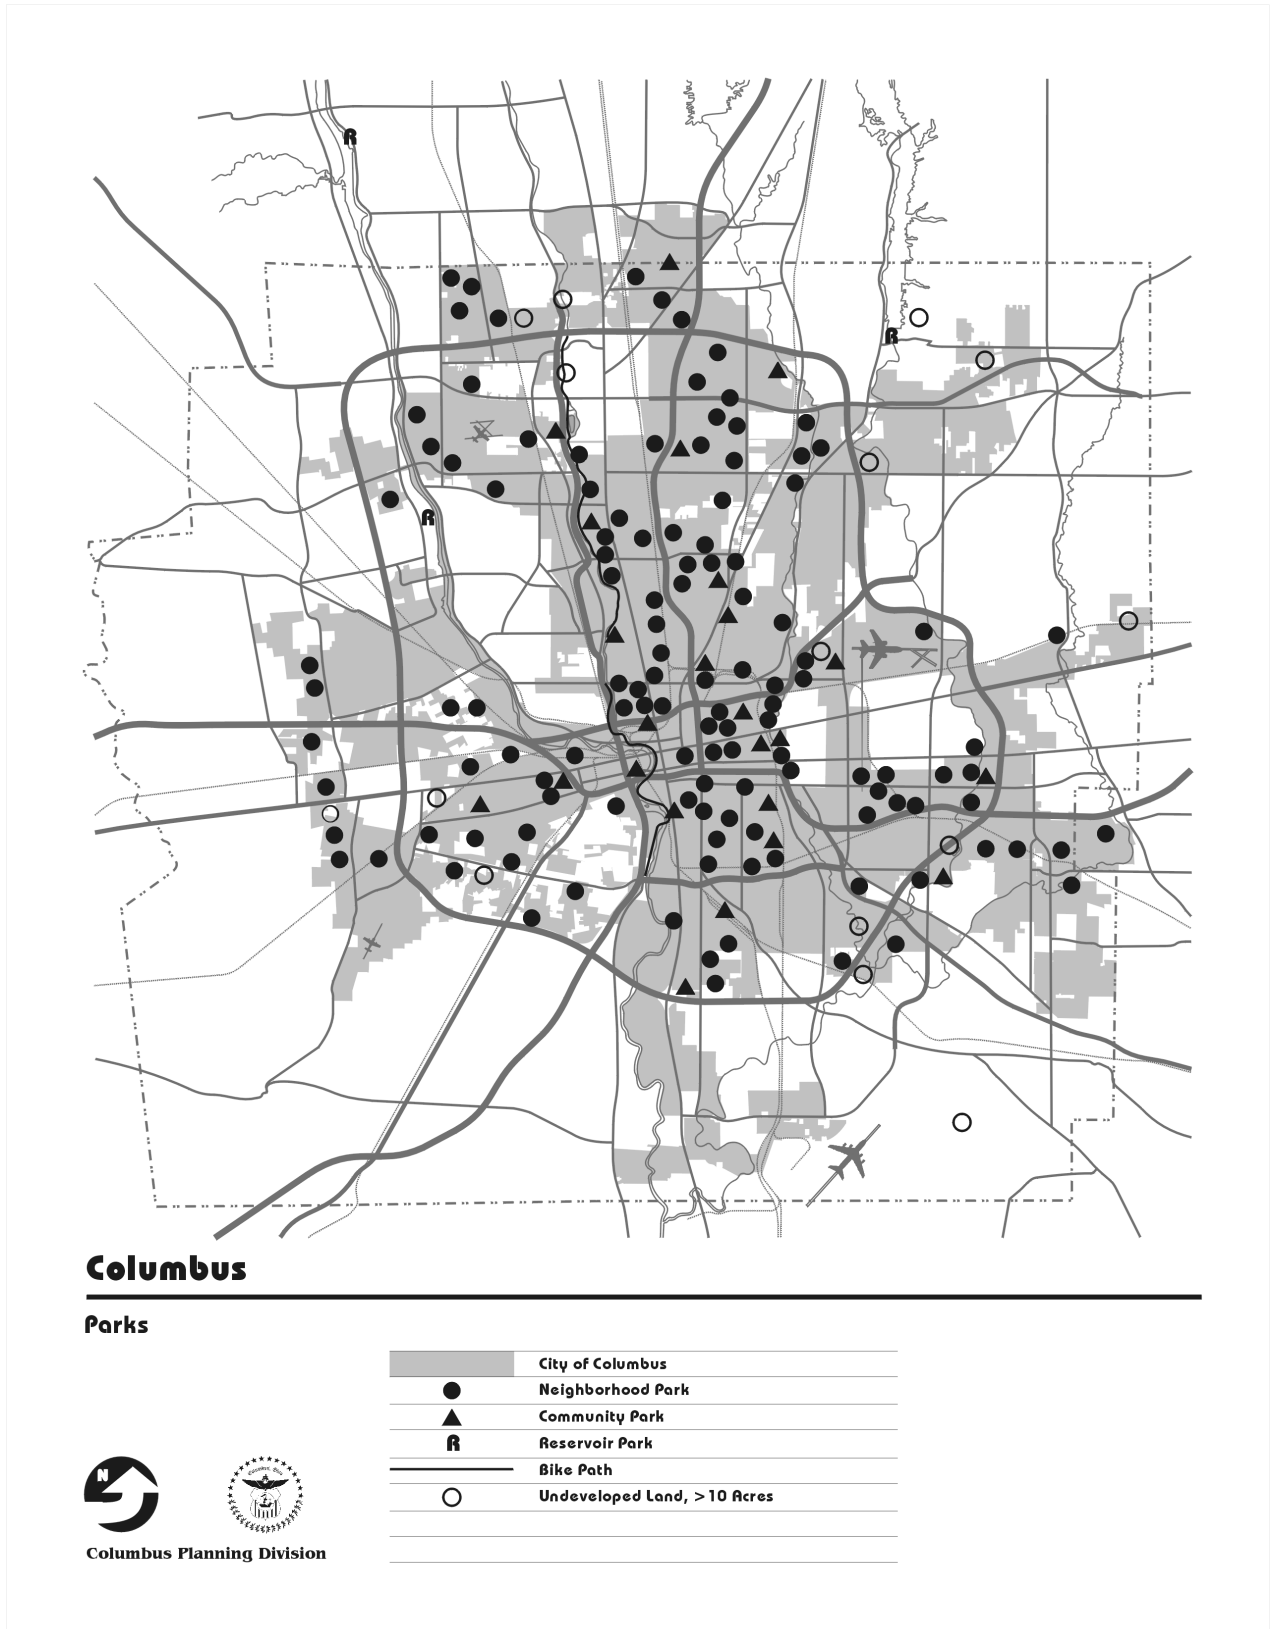 R
R
R
Columbus
Parks
City of Columbus
Neighborhood Park
Community Park
R Reservoir Park
Bike Path
Undeveloped Land, >10 Acres
N
Columbus Planning Division